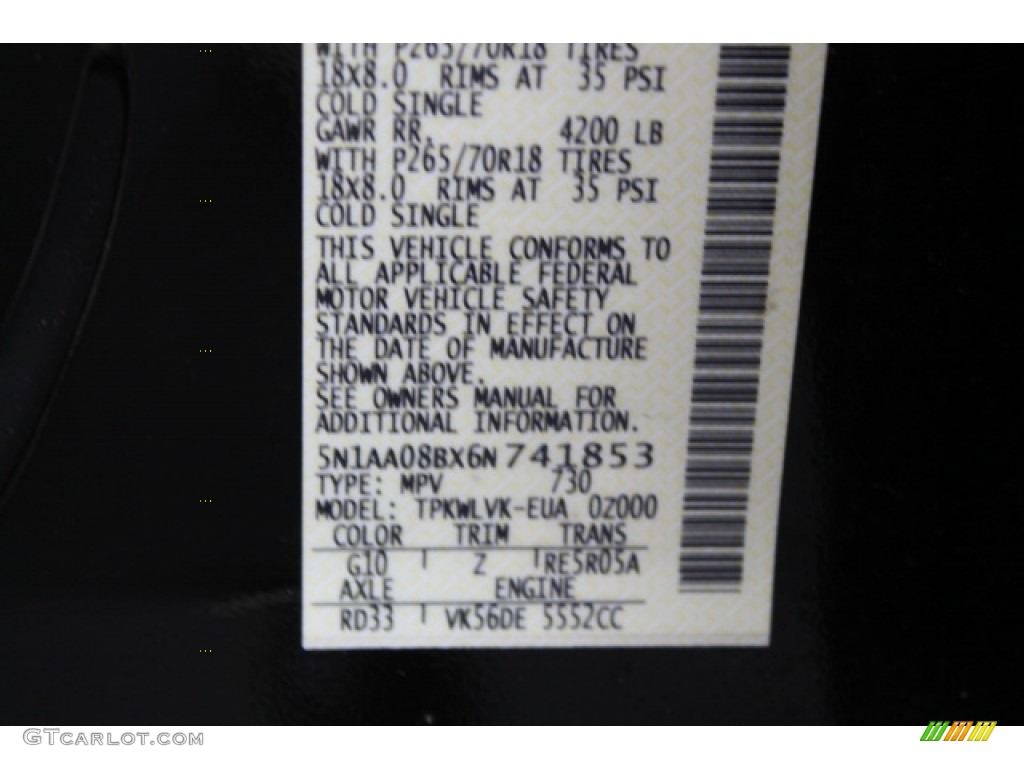 WITH P265/70R18 TIRES
18X8.0 RIMS AT 35 PSI
COLD SINGLE
GAWR RR. 4200 LB
WITH P265/70R18 TIRES
18X8.0 RIMS AT 35 PSI
COLD SINGLE
THIS VEHICLE CONFORMS TO
ALL APPLICABLE FEDERAL
MOTOR VEHICLE SAFETY
STANDARDS IN EFFECT ON
THE DATE OF MANUFACTURE
SHOWN ABOVE.
SEE OWNERS MANUAL FOR
ADDITIONAL INFORMATION.
5N1AA08BX6N741853
TYPE: MPV 730
MODEL: TPKWLVK-EUA 0Z000
COLOR TRIM TRANS
G10 Z RE5R05A
AXLE ENGINE
RD33 VK56DE 5552CC
GTCARLOT.COM